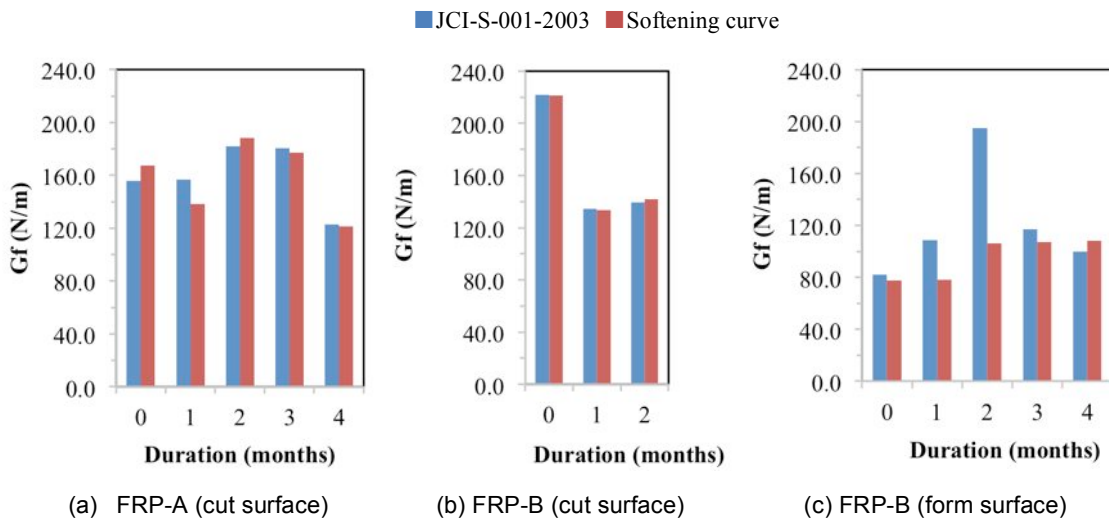 JCI-S-001-2003 Softening curve
240.0
200.0
160.0
120.0
80.0
40.0
0.0
Gf (N/m)
0 1 2 3 4
Duration (months)
(a) FRP-A (cut surface)
240.0
200.0
160.0
120.0
80.0
40.0
0.0
Gf (N/m)
0 1 2
Duration (months)
(b) FRP-B (cut surface)
240.0
200.0
160.0
120.0
80.0
40.0
0.0
Gf (N/m)
0 1 2 3 4
Duration (months)
(c) FRP-B (form surface)